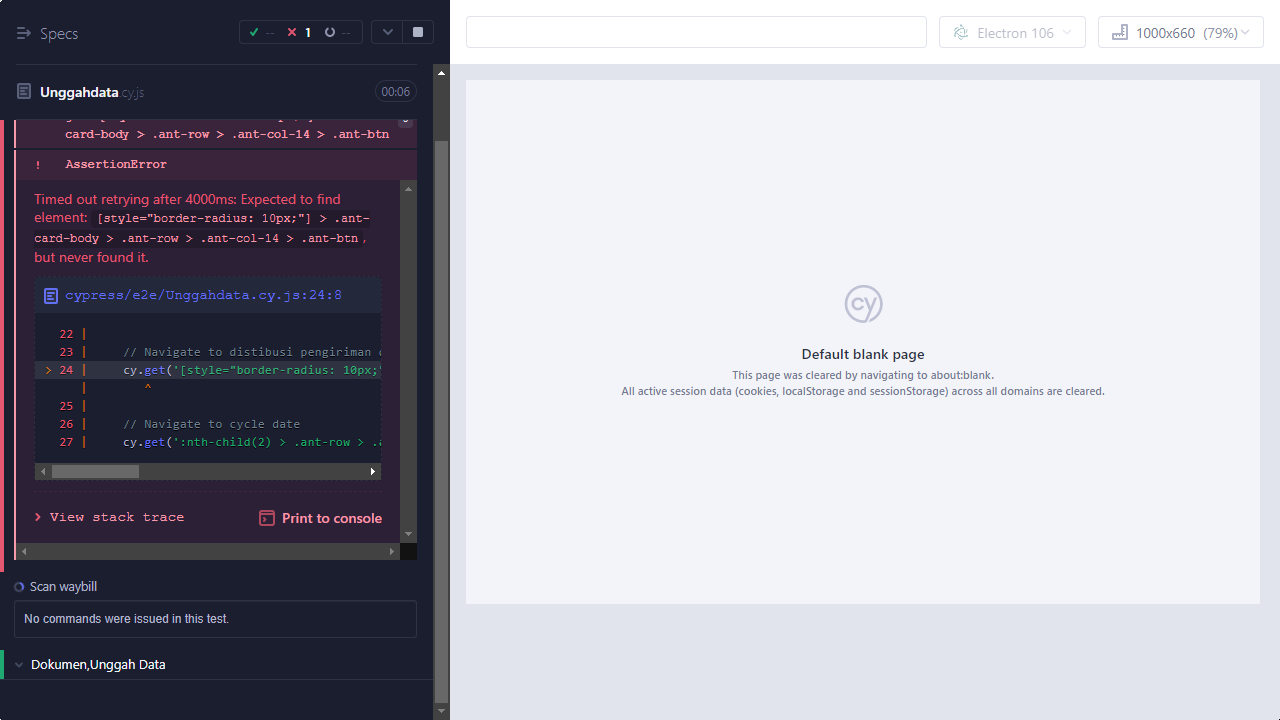 Specs
-- 1 --
Electron 106
1000x660 (79%)
Unggahdata.cy.js
00:06
card-body > .ant-row > .ant-col-14 > .ant-btn
! AssertionError
Timed out retrying after 4000ms: Expected to find
element: [style="border-radius: 10px;"] > .ant-
card-body > .ant-row > .ant-col-14 > .ant-btn,
but never found it.
cypress/e2e/Unggahdata.cy.js:24:8
22 |
23 | // Navigate to distibusi pengiriman
> 24 | cy.get('[style="border-radius: 10px;"
| ^
25 |
26 | // Navigate to cycle date
27 | cy.get(':nth-child(2) > .ant-row > .a
> View stack trace
Print to console
Scan waybill
No commands were issued in this test.
Dokumen,Unggah Data
cy
Default blank page
This page was cleared by navigating to about:blank.
All active session data (cookies, localStorage and sessionStorage) across all domains are cleared.